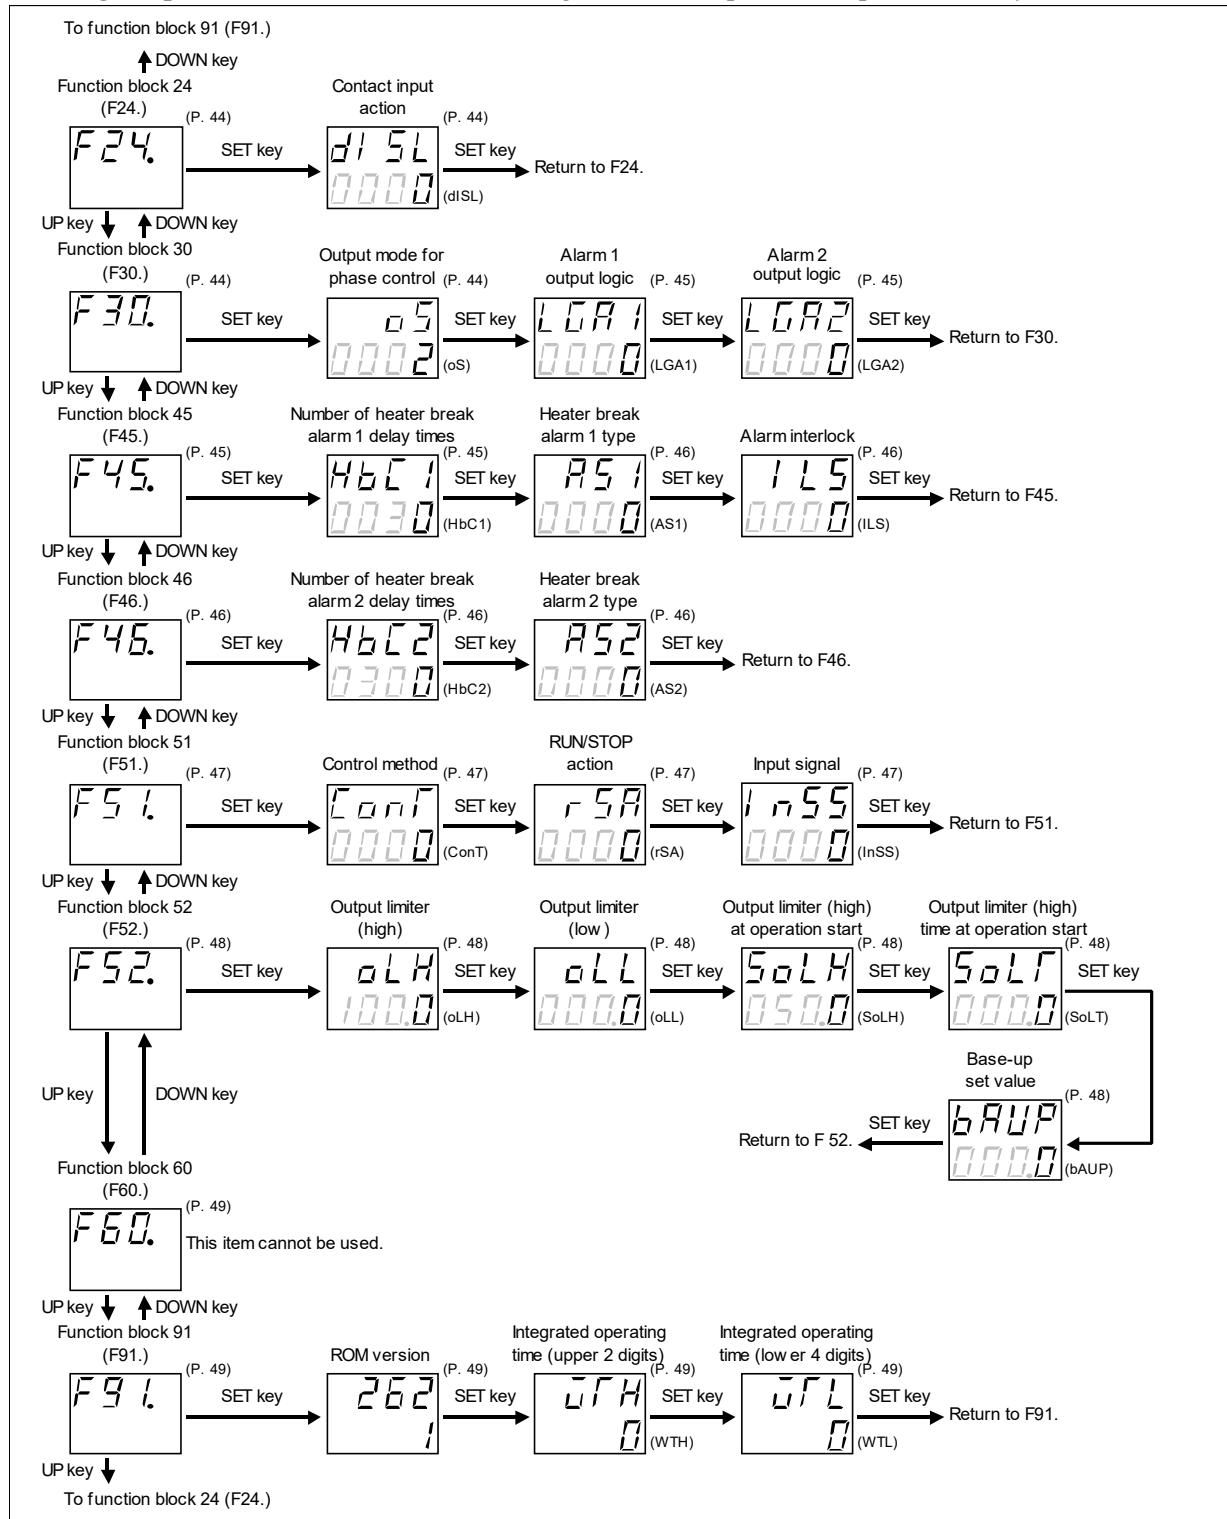 To function block 91 (F91.)
DOWN key
Function block 24
(F24.)
(P. 44)
F24.
SET key
Contact input
action
(P. 44)
dISL
0000
(dISL)
SET key
Return to F24.
UP key
DOWN key
Function block 30
(F30.)
(P. 44)
F30.
SET key
Output mode for
phase control (P. 44)
oS
0002
(oS)
SET key
Alarm 1
output logic
(P. 45)
LGA1
0000
(LGA1)
SET key
Alarm 2
output logic
(P. 45)
LGA2
0000
(LGA2)
SET key
Return to F30.
UP key
DOWN key
Function block 45
(F45.)
(P. 45)
F45.
SET key
Number of heater break
alarm 1 delay times
(P. 45)
HbC1
0030
(HbC1)
SET key
Heater break
alarm 1 type
(P. 46)
AS1
0000
(AS1)
SET key
Alarm interlock
(P. 46)
ILS
0000
(ILS)
SET key
Return to F45.
UP key
DOWN key
Function block 46
(F46.)
(P. 46)
F46.
SET key
Number of heater break
alarm 2 delay times
(P. 46)
HbC2
0300
(HbC2)
SET key
Heater break
alarm 2 type
(P. 46)
AS2
0000
(AS2)
SET key
Return to F46.
UP key
DOWN key
Function block 51
(F51.)
(P. 47)
F51.
SET key
Control method
(P. 47)
ConT
0000
(ConT)
SET key
RUN/STOP
action
(P. 47)
rSA
0000
(rSA)
SET key
Input signal
(P. 47)
InSS
0000
(InSS)
SET key
Return to F51.
UP key
DOWN key
Function block 52
(F52.)
(P. 48)
F52.
SET key
Output limiter
(high)
(P. 48)
oLH
100.0
(oLH)
SET key
Output limiter
(low)
(P. 48)
oLL
000.0
(oLL)
SET key
Output limiter (high)
at operation start
(P. 48)
SoLH
050.0
(SoLH)
SET key
Output limiter (high)
time at operation start
(P. 48)
SoLT
000.0
(SoLT)
SET key
Base-up
set value
(P. 48)
bAUP
000.0
(bAUP)
SET key
Return to F 52.
UP key
DOWN key
Function block 60
(F60.)
(P. 49)
F60.
This item cannot be used.
UP key
DOWN key
Function block 91
(F91.)
(P. 49)
F91.
SET key
ROM version
(P. 49)
262
1
SET key
Integrated operating
time (upper 2 digits)
(P. 49)
WTH
0
(WTH)
SET key
Integrated operating
time (lower 4 digits)
(P. 49)
WTL
0
(WTL)
SET key
Return to F91.
UP key
To function block 24 (F24.)